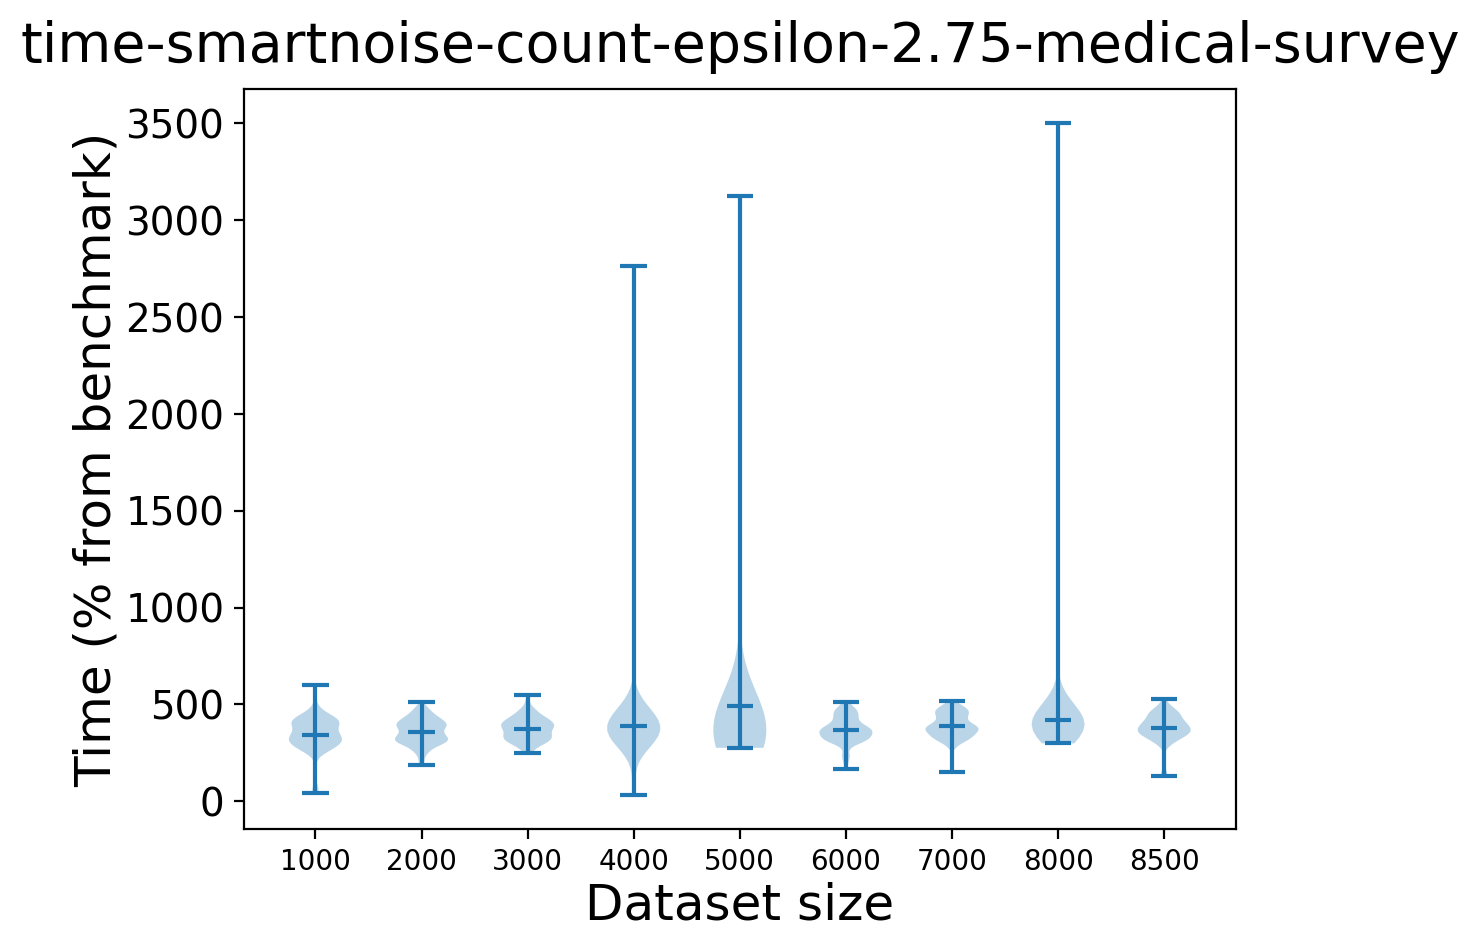 time-smartnoise-count-epsilon-2.75-medical-survey
Time (% from benchmark)
3500
3000
2500
2000
1500
1000
500
0
1000 2000 3000 4000 5000 6000 7000 8000 8500
Dataset size